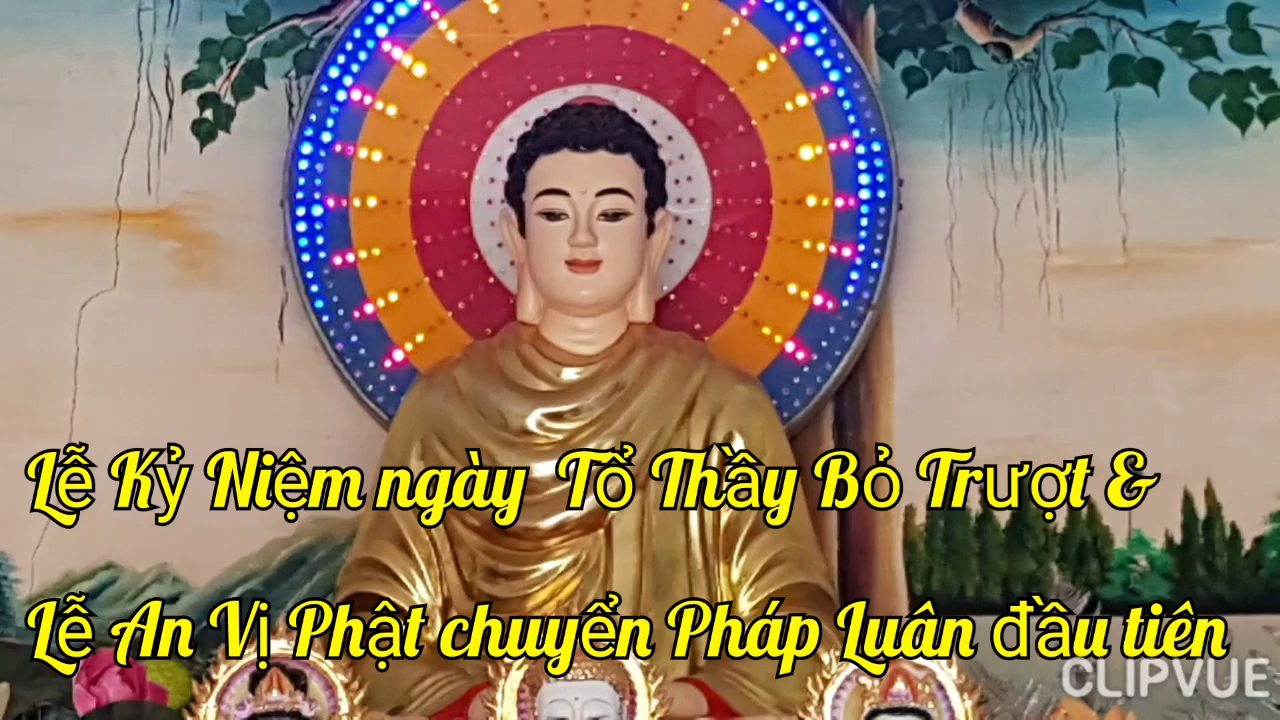 Lễ Kỷ Niệm ngày Tổ Thầy Bỏ Trượt &
Lễ An Vị Phật chuyển Pháp Luân đầu tiên
CLIPVUE